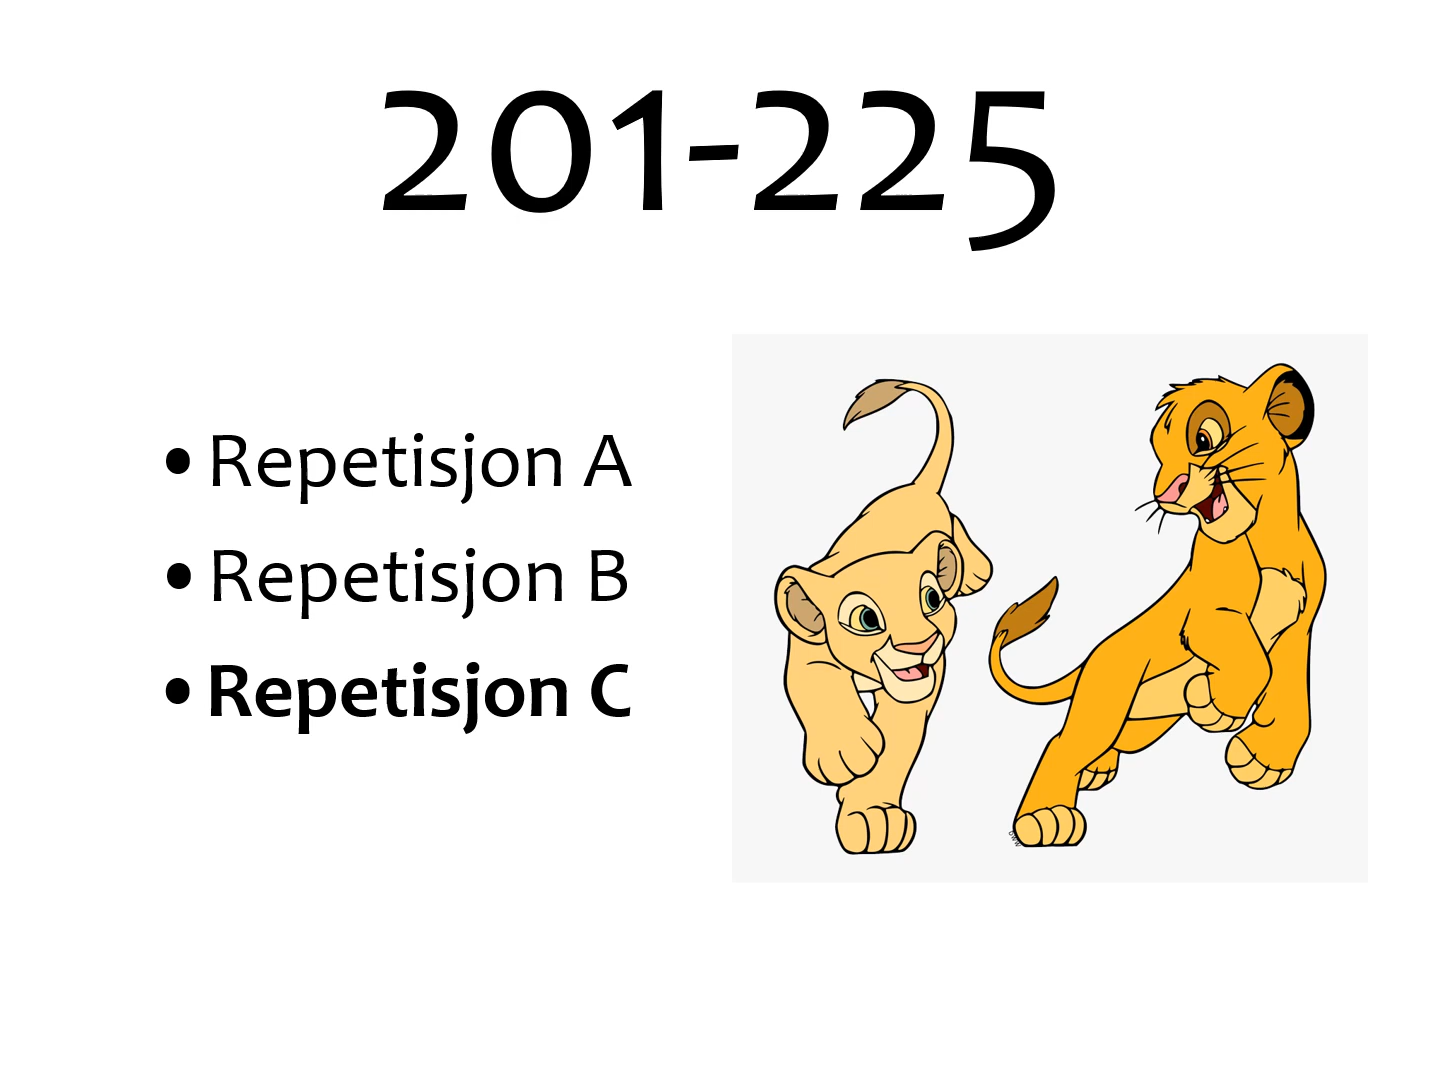 201-225
• Repetisjon A
• Repetisjon B
• Repetisjon C